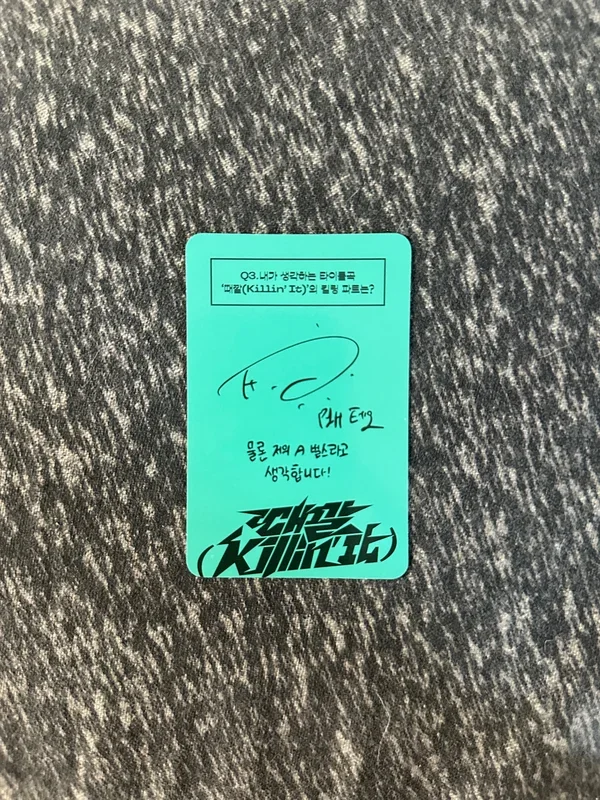 Q3.내가 생각하는 타이틀곡
'때깔(Killin' It)'의 킬링 파트는?
물론 저의 A 벌스라고
생각합니다!
때깔
(Killin' It)